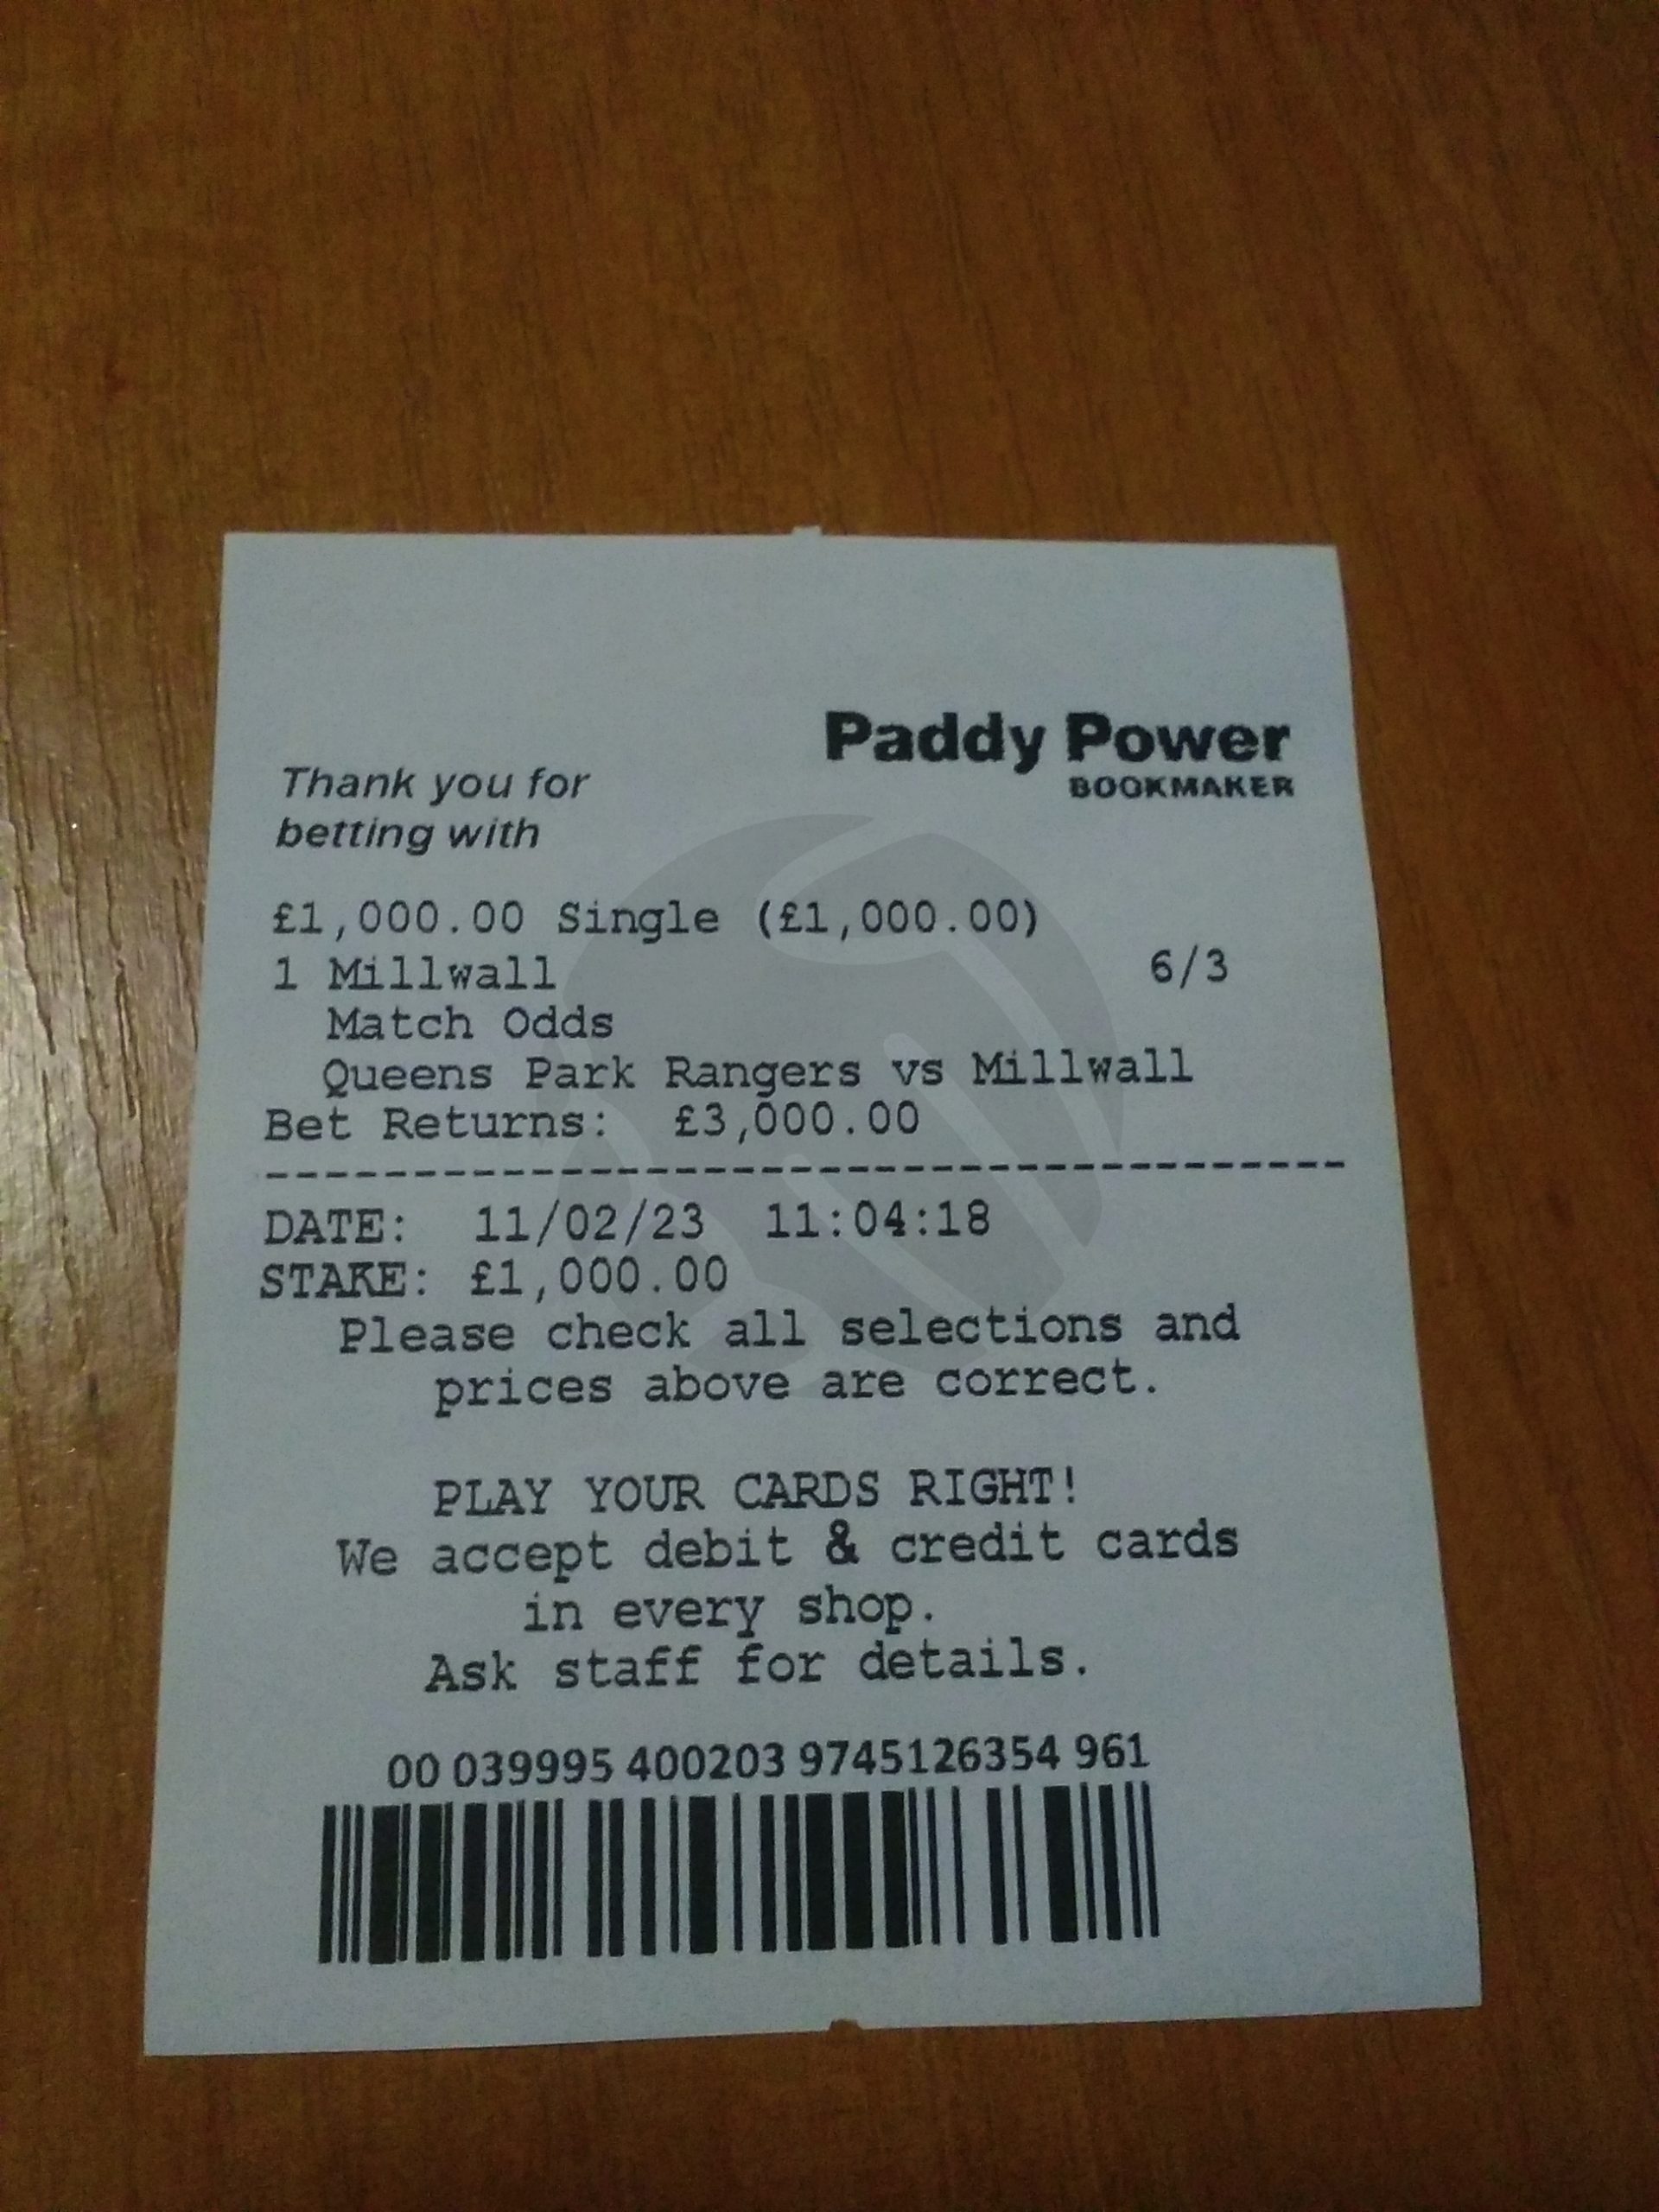 Paddy Power
BOOKMAKER
Thank you for
betting with
£1,000.00 Single (£1,000.00)
1 Millwall 6/3
Match Odds
Queens Park Rangers vs Millwall
Bet Returns: £3,000.00
------------------------------------
DATE: 11/02/23 11:04:18
STAKE: £1,000.00
Please check all selections and
prices above are correct.
PLAY YOUR CARDS RIGHT!
We accept debit & credit cards
in every shop.
Ask staff for details.
00 039995 400203 9745126354 961